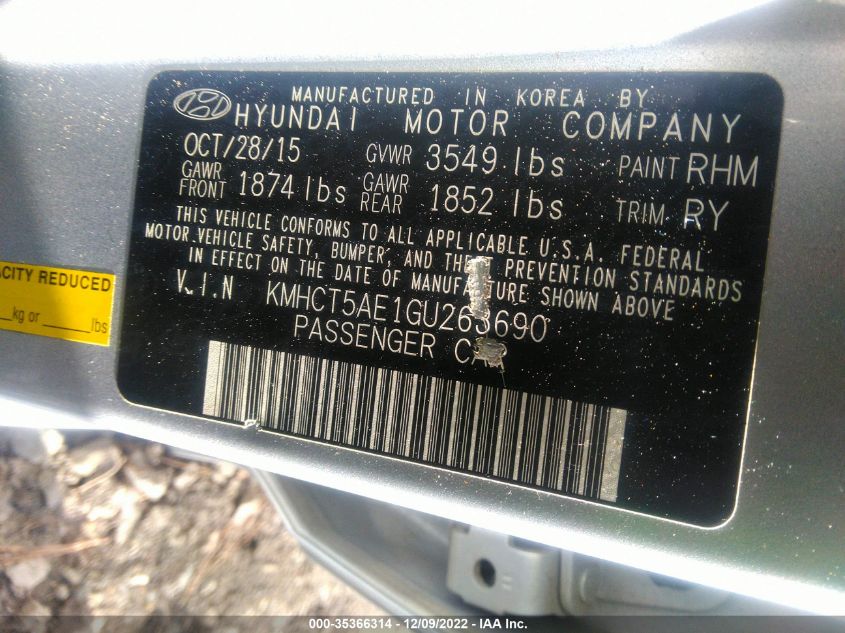 MANUFACTURED IN KOREA BY
HYUNDAI MOTOR COMPANY
OCT/28/15 GVWR 3549 lbs PAINT RHM
GAWR FRONT 1874 lbs GAWR REAR 1852 lbs TRIM RY
THIS VEHICLE CONFORMS TO ALL APPLICABLE U.S.A. FEDERAL
MOTOR VEHICLE SAFETY, BUMPER, AND PREVENTION STANDARDS
IN EFFECT ON THE DATE OF MANUFACTURE SHOWN ABOVE
V.I.N KMHCT5AE1GU263690
PASSENGER
ACITY REDUCED
kg or lbs
000-35366314 - 12/09/2022 - IAA Inc.